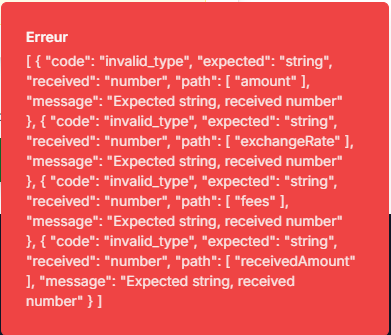 Erreur
[ { "code": "invalid_type", "expected": "string",
"received": "number", "path": [ "amount" ],
"message": "Expected string, received number"
}, { "code": "invalid_type", "expected": "string",
"received": "number", "path": [ "exchangeRate" ],
"message": "Expected string, received number"
}, { "code": "invalid_type", "expected": "string",
"received": "number", "path": [ "fees" ],
"message": "Expected string, received number"
}, { "code": "invalid_type", "expected": "string",
"received": "number", "path": [ "receivedAmount"
], "message": "Expected string, received
number" } ]